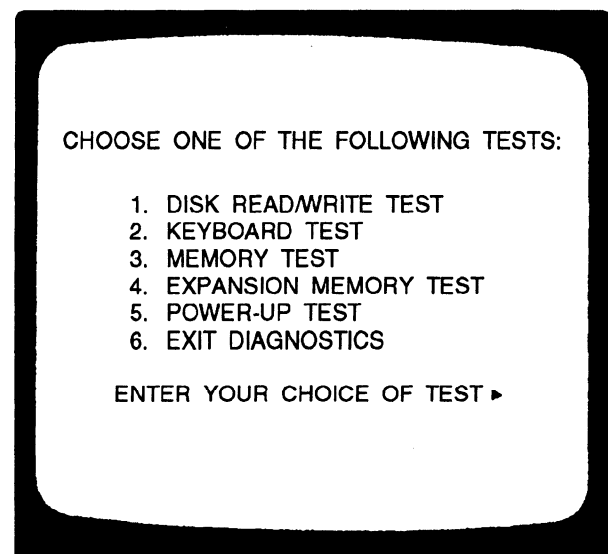 CHOOSE ONE OF THE FOLLOWING TESTS:
1. DISK READ/WRITE TEST
2. KEYBOARD TEST
3. MEMORY TEST
4. EXPANSION MEMORY TEST
5. POWER-UP TEST
6. EXIT DIAGNOSTICS
ENTER YOUR CHOICE OF TEST ▸